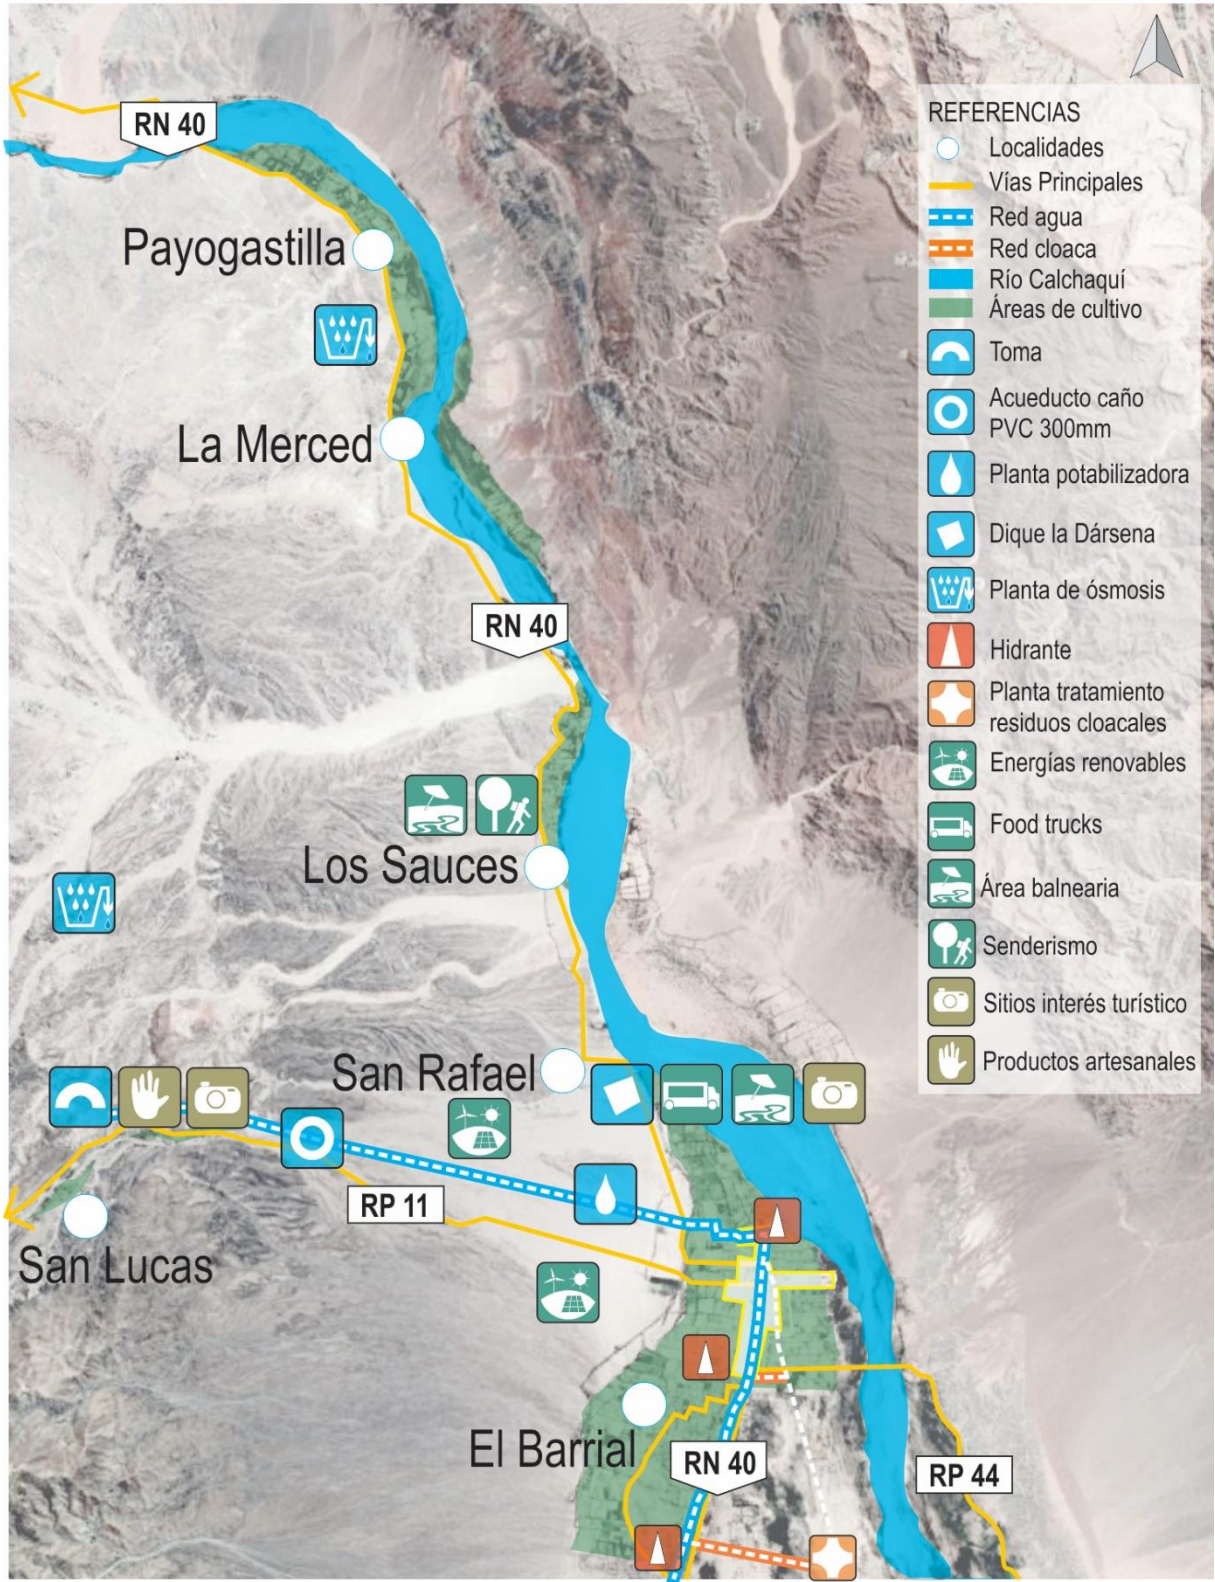 RN 40
Payogastilla
La Merced
RN 40
Los Sauces
San Rafael
RP 11
San Lucas
El Barrial
RN 40
RP 44
REFERENCIAS
Localidades
Vías Principales
Red agua
Red cloaca
Río Calchaquí
Áreas de cultivo
Toma
Acueducto caño
PVC 300mm
Planta potabilizadora
Dique la Dársena
Planta de ósmosis
Hidrante
Planta tratamiento
residuos cloacales
Energías renovables
Food trucks
Área balnearia
Senderismo
Sitios interés turístico
Productos artesanales